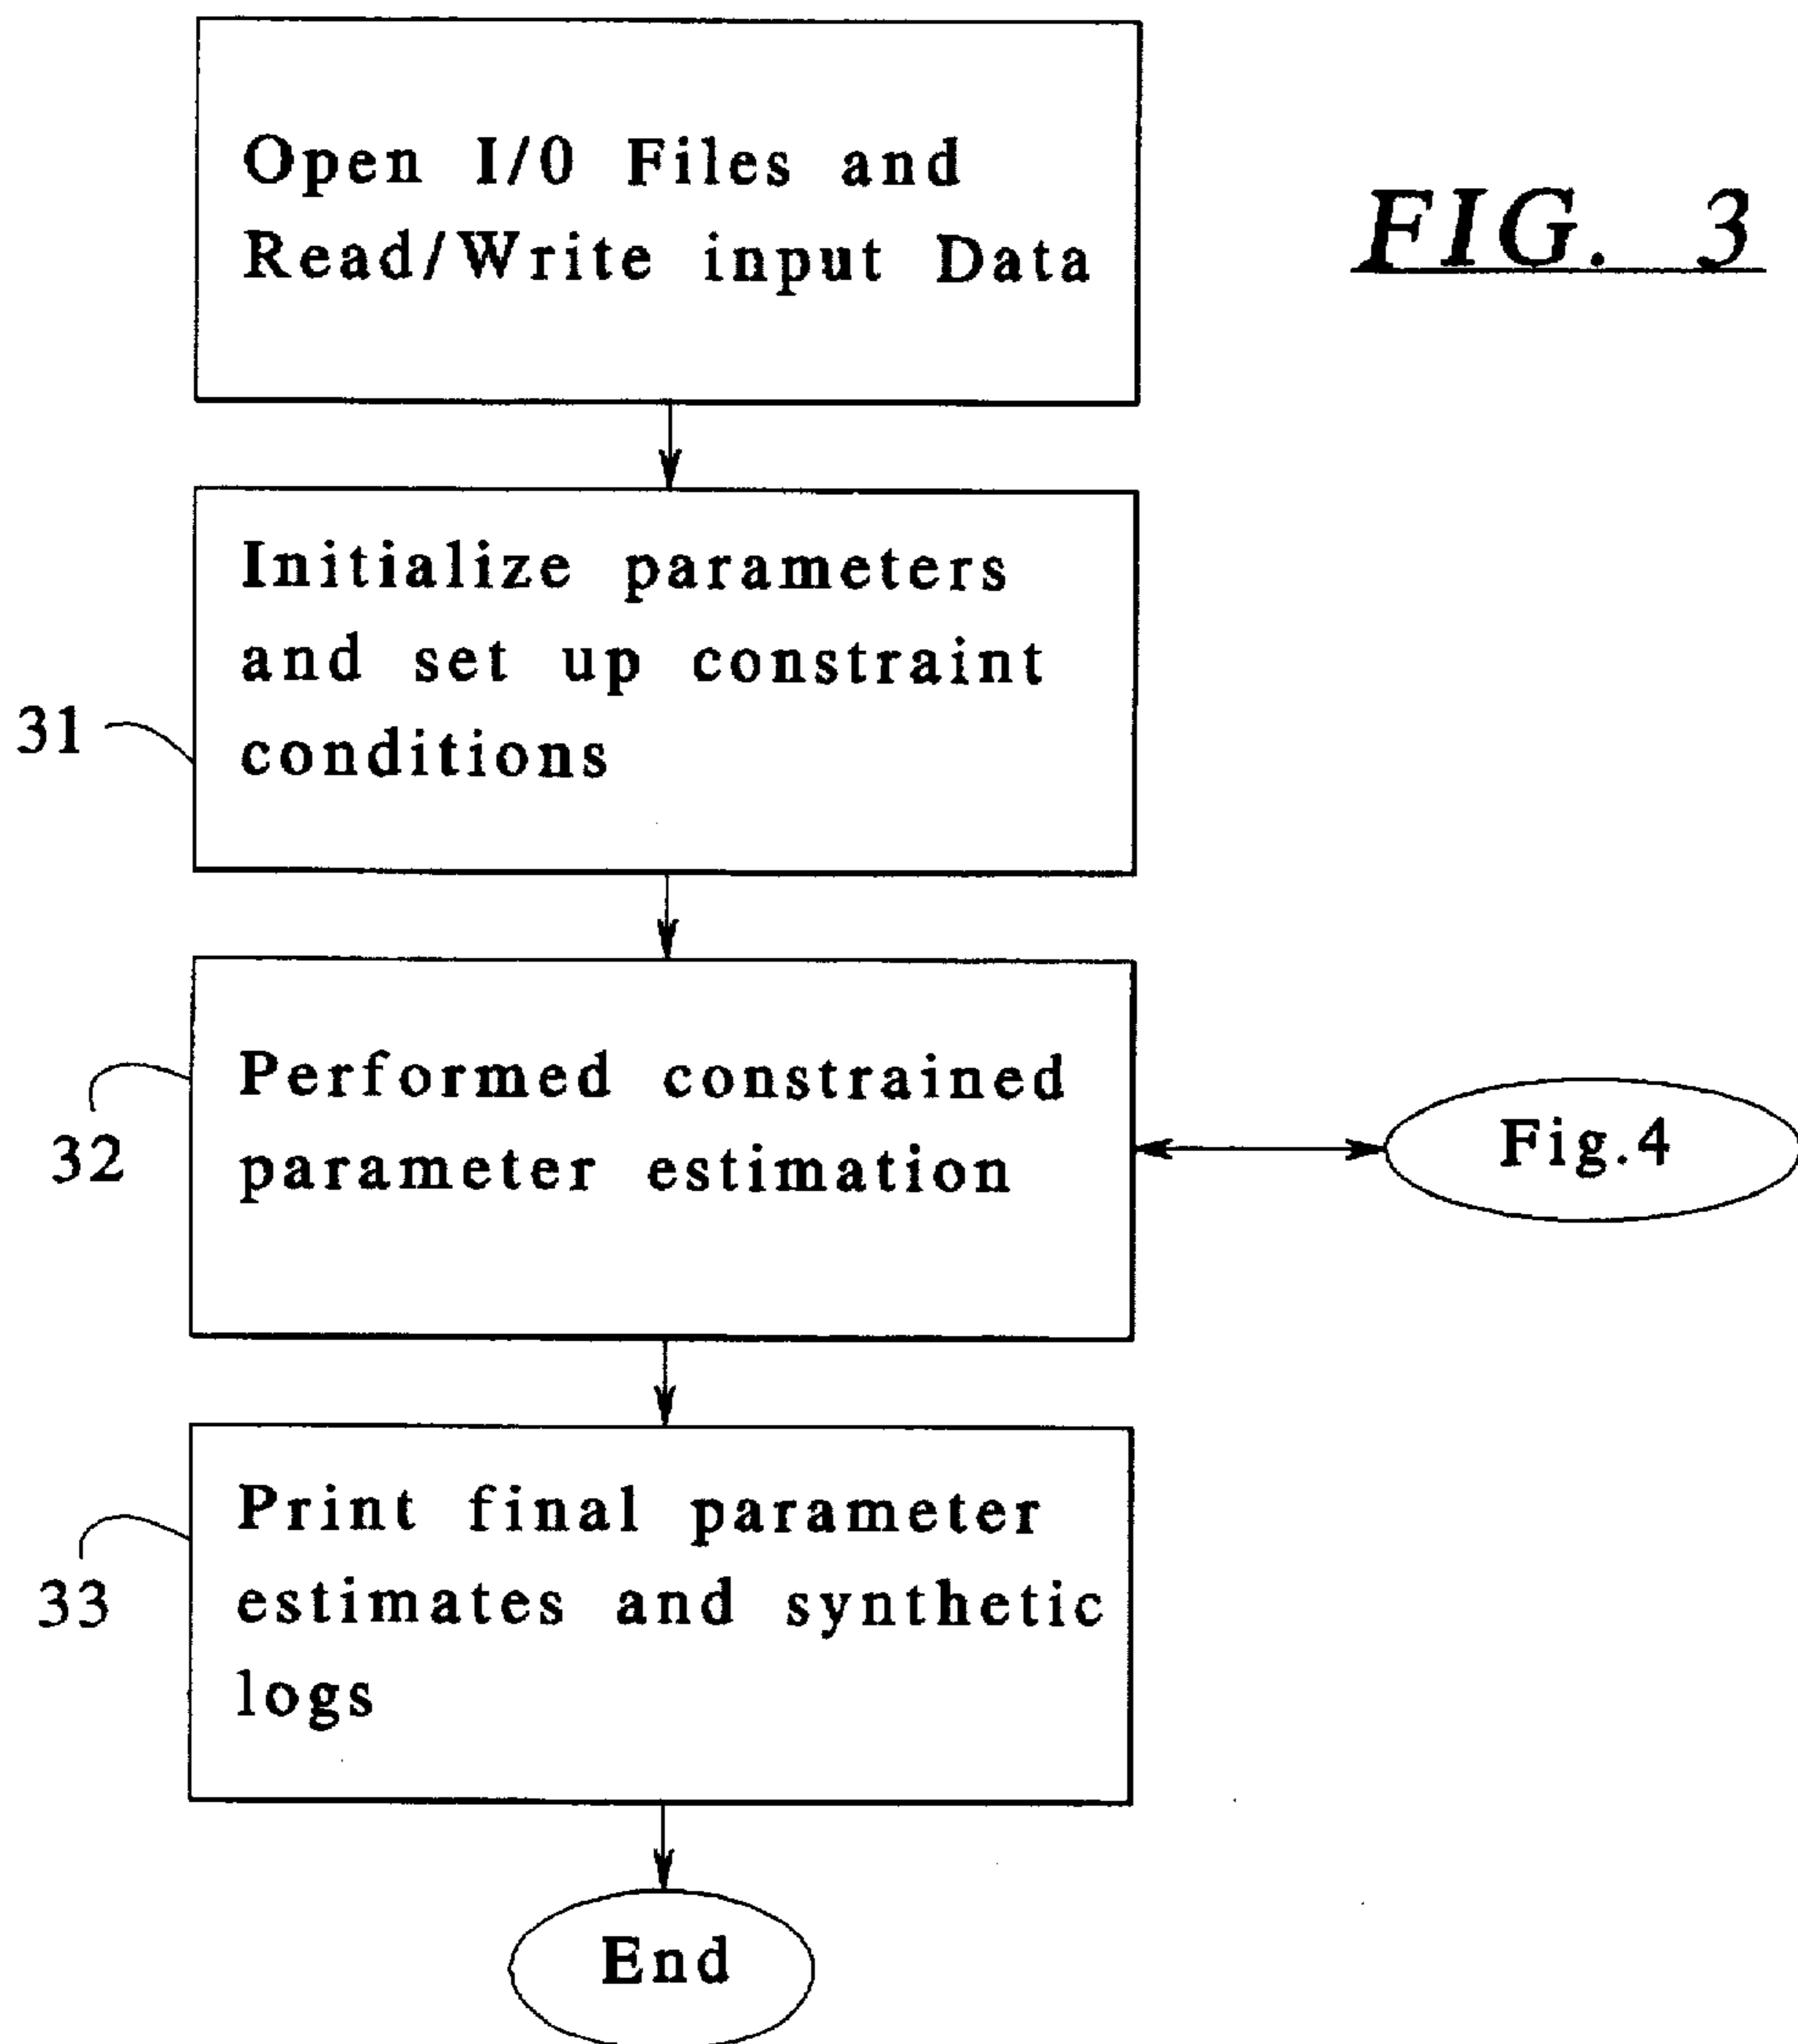 Open I/0 Files and
Read/Write input Data
FIG. 3
Initialize parameters
and set up constraint
conditions
31
Performed constrained
parameter estimation
32
Fig.4
Print final parameter
estimates and synthetic
logs
33
End